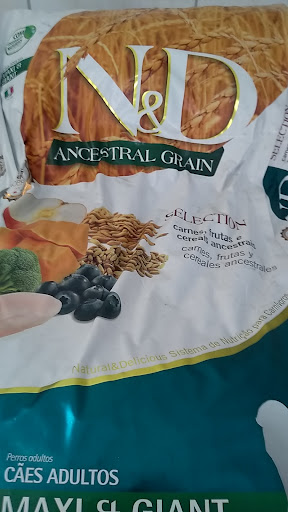 N&D
ANCESTRAL GRAIN
SELECTION
carnes, frutas e
cereais ancestrais
carnes, frutas y
cereales ancestrales
Natural&Delicious Sistema de Nutrição para
Perros adultos
CÃES ADULTOS
MAXI & GIANT
SELECTION